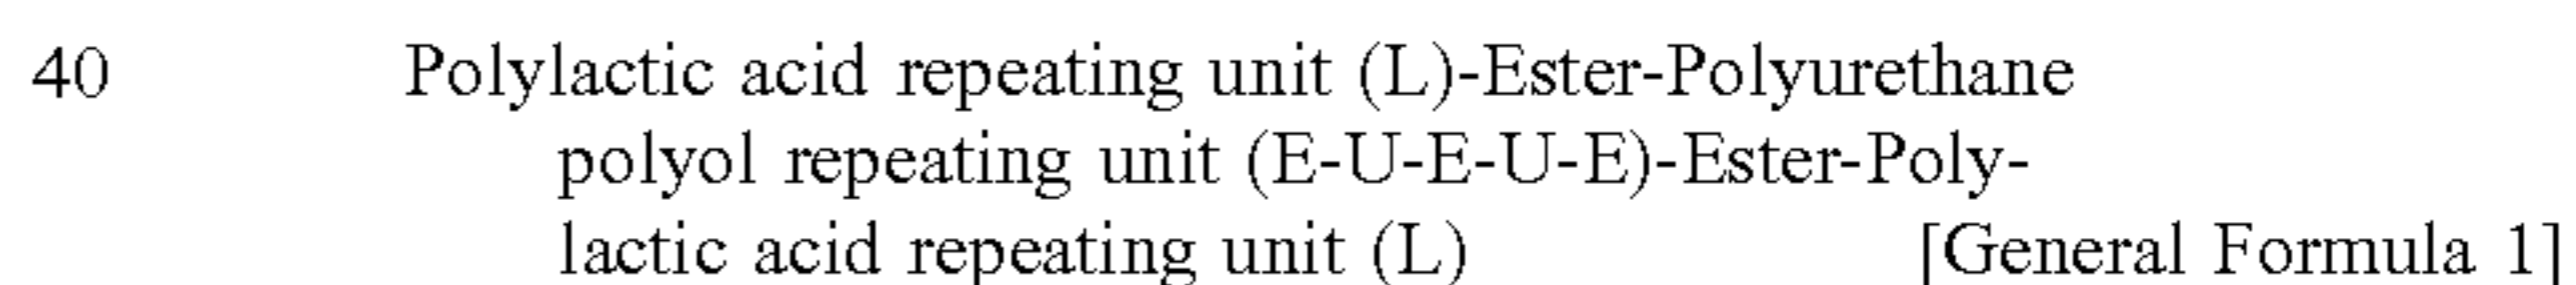 40 Polylactic acid repeating unit (L)-Ester-Polyurethane
polyol repeating unit (E-U-E-U-E)-Ester-Poly-
lactic acid repeating unit (L) [General Formula 1]